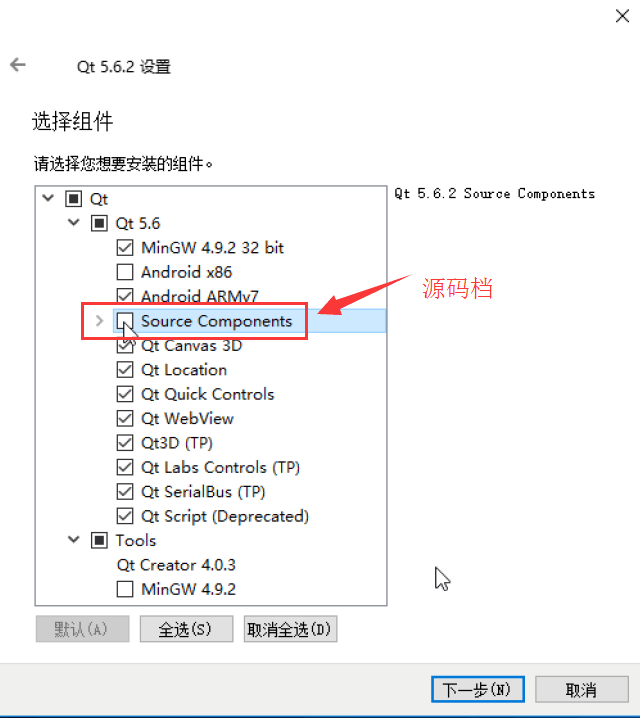 Qt 5.6.2 设置
选择组件
请选择您想要安装的组件。
Qt
Qt 5.6.2 Source Components
Qt 5.6
MinGW 4.9.2 32 bit
Android x86
Android ARMv7
源码档
Source Components
Qt Canvas 3D
Qt Location
Qt Quick Controls
Qt WebView
Qt3D (TP)
Qt Labs Controls (TP)
Qt SerialBus (TP)
Qt Script (Deprecated)
Tools
Qt Creator 4.0.3
MinGW 4.9.2
默认(A) 全选(S) 取消全选(D)
下一步(N) 取消